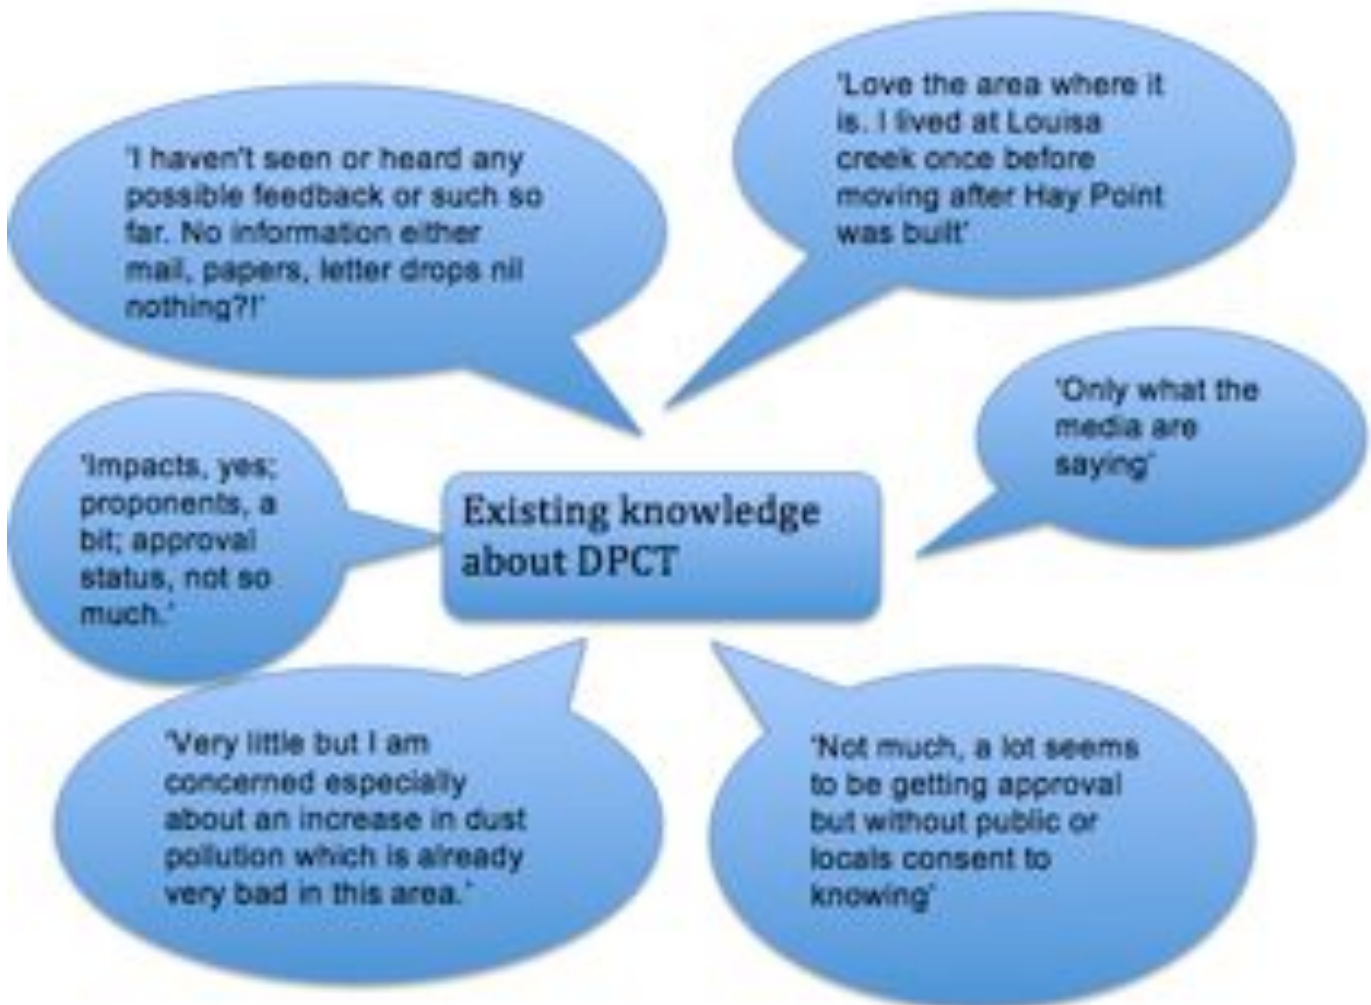 'I haven't seen or heard any
possible feedback or such so
far. No information either
mail, papers, letter drops nil
nothing?!'
'Love the area where it
is. I lived at Louisa
creek once before
moving after Hay Point
was built'
'Only what the
media are
saying'
'Impacts, yes;
proponents, a
bit; approval
status, not so
much.'
Existing knowledge
about DPCT
'Very little but I am
concerned especially
about an increase in dust
pollution which is already
very bad in this area.'
'Not much, a lot seems
to be getting approval
but without public or
locals consent to
knowing'